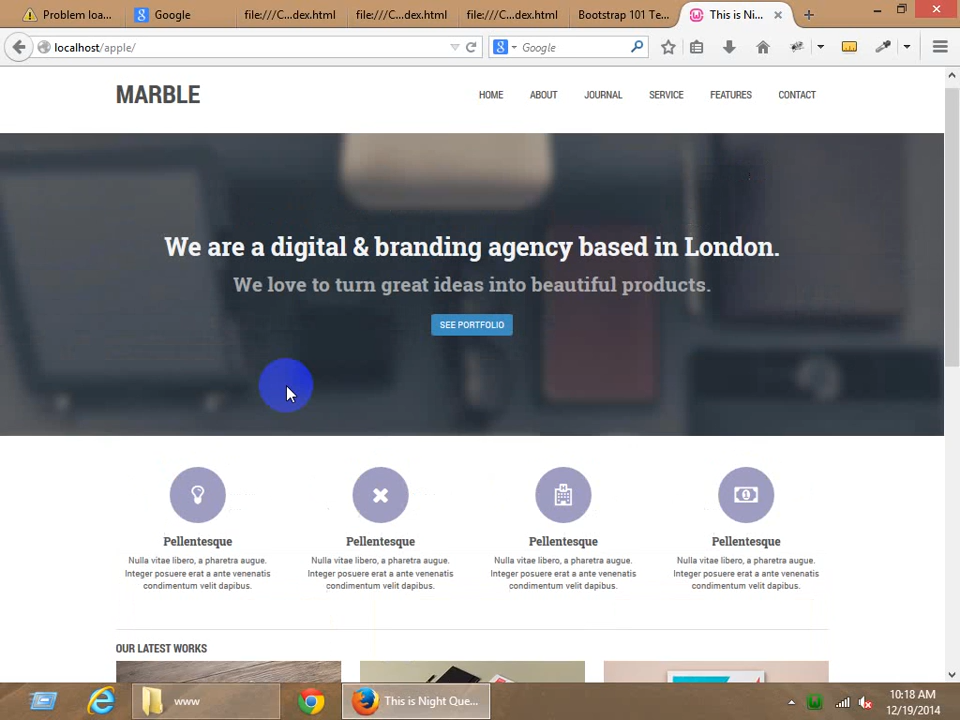 Problem loa...
Google
file:///C...dex.html
file:///C...dex.html
file:///C...dex.html
Bootstrap 101 Te...
This is Ni...
localhost/apple/
Google
MARBLE
HOME
ABOUT
JOURNAL
SERVICE
FEATURES
CONTACT
We are a digital & branding agency based in London.
We love to turn great ideas into beautiful products.
SEE PORTFOLIO
Pellentesque
Nulla vitae libero, a pharetra augue.
Integer posuere erat a ante venenatis
condimentum velit dapibus.
Pellentesque
Nulla vitae libero, a pharetra augue.
Integer posuere erat a ante venenatis
condimentum velit dapibus.
Pellentesque
Nulla vitae libero, a pharetra augue.
Integer posuere erat a ante venenatis
condimentum velit dapibus.
Pellentesque
Nulla vitae libero, a pharetra augue.
Integer posuere erat a ante venenatis
condimentum velit dapibus.
OUR LATEST WORKS
www
This is Night Que...
10:18 AM
12/19/2014